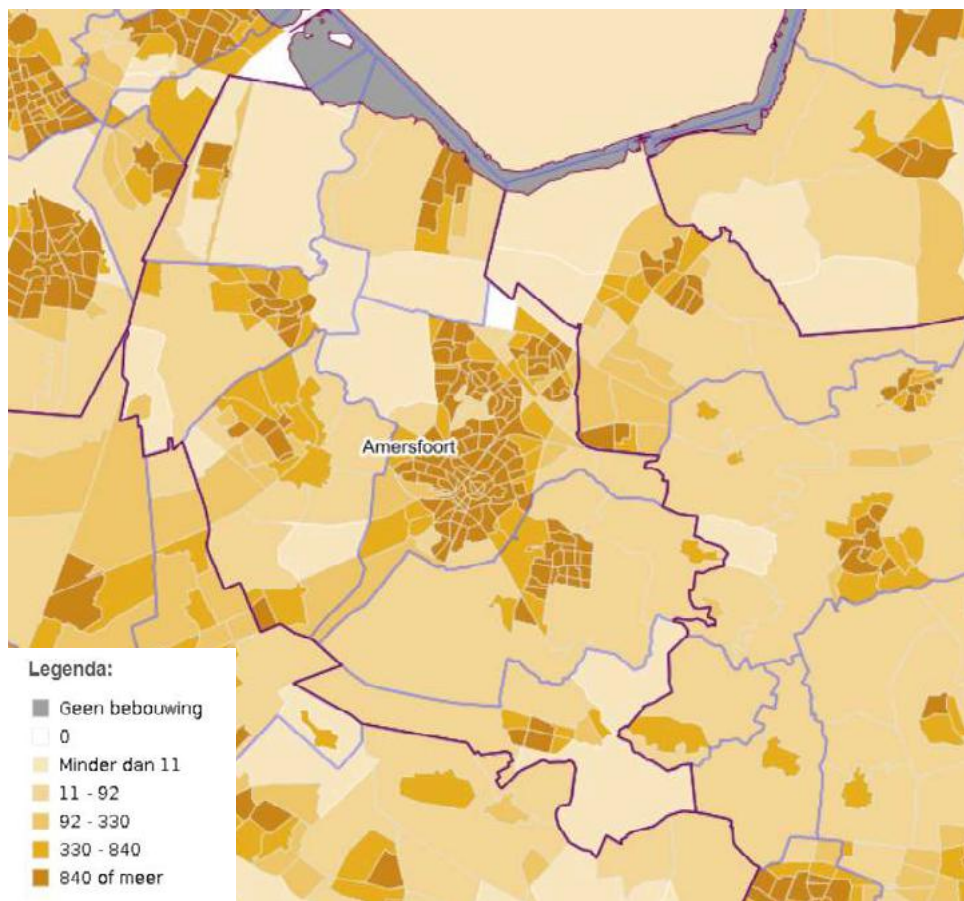 Amersfoort
Legenda:
Geen bebouwing
0
Minder dan 11
11 - 92
92 - 330
330 - 840
840 of meer